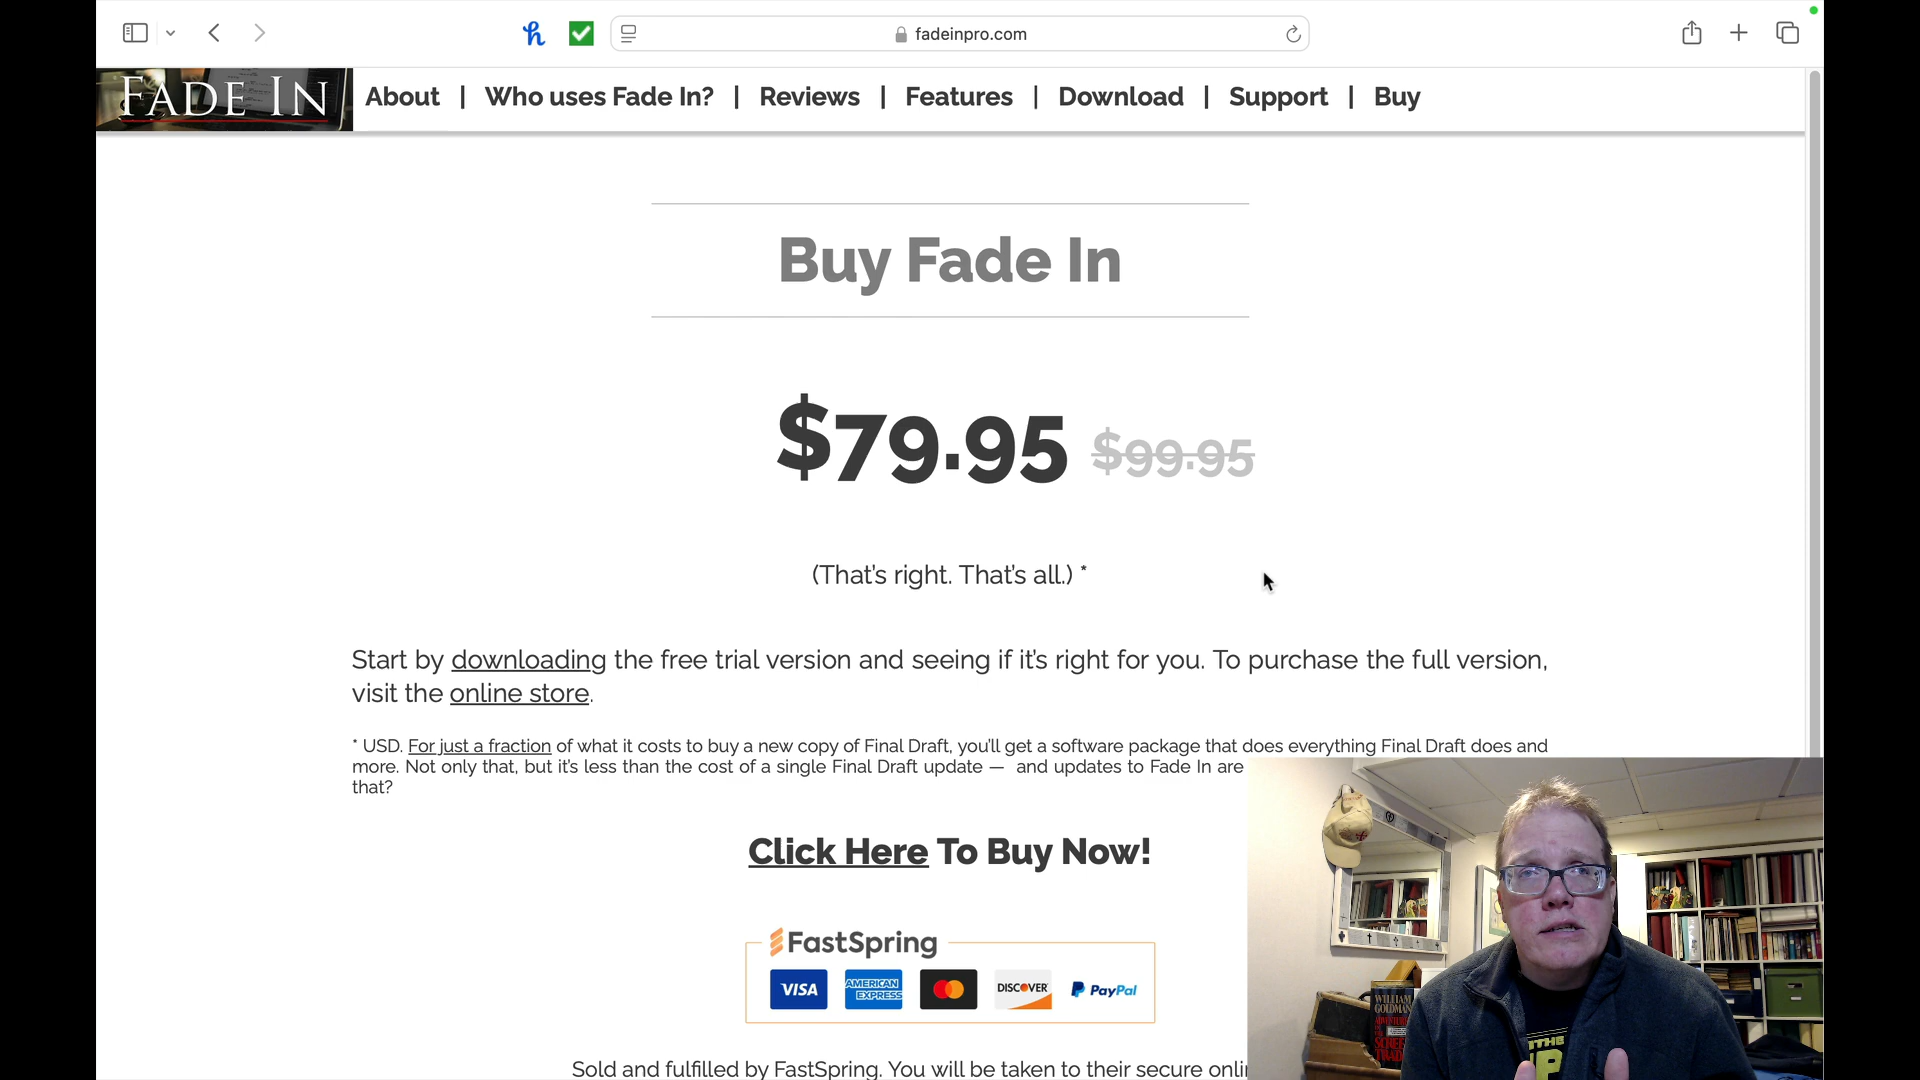 fadeinpro.com
FADE IN
About | Who uses Fade In? | Reviews | Features | Download | Support | Buy
Buy Fade In
$79.95 $99.95
(That's right. That's all.) *
Start by downloading the free trial version and seeing if it's right for you. To purchase the full version,
visit the online store.
* USD. For just a fraction of what it costs to buy a new copy of Final Draft, you'll get a software package that does everything Final Draft does and
more. Not only that, but it's less than the cost of a single Final Draft update — and updates to Fade In are
that?
Click Here To Buy Now!
FastSpring
VISA
AMERICAN
EXPRESS
DISCOVER
PayPal
Sold and fulfilled by FastSpring. You will be taken to their secure onli
WILLIAM
GOLDMAN